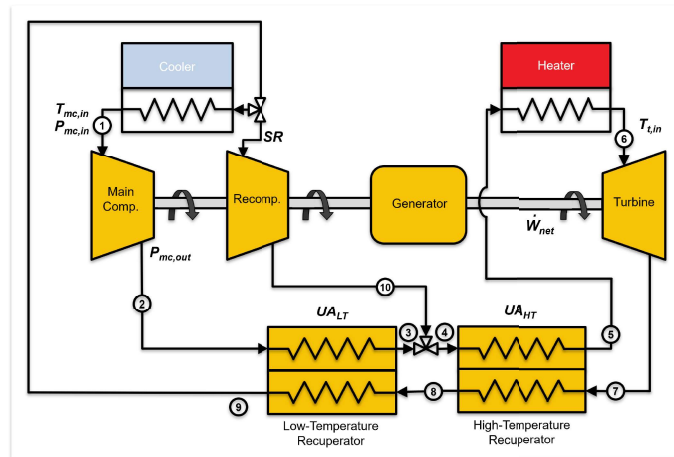 Cooler
Heater
T_mc,in
P_mc,in
1
SR
6
T_t,in
Main
Comp.
Recomp.
Generator
Turbine
Ẇ_net
P_mc,out
2
10
UA_LT
3
4
UA_HT
5
9
8
7
Low-Temperature
Recuperator
High-Temperature
Recuperator